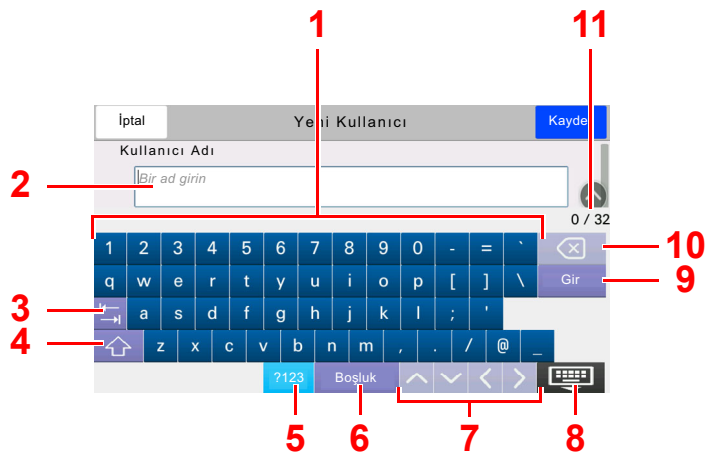 1 11
İptal Yeni Kullanıcı Kaydet
Kullanıcı Adı
2 Bir ad girin
0 / 32
1 2 3 4 5 6 7 8 9 0 - = ` 10
q w e r t y u i o p [ ] \ Gir 9
3 a s d f g h j k l ; '
4 z x c v b n m , . / @ _
?123 Boşluk
5 6 7 8